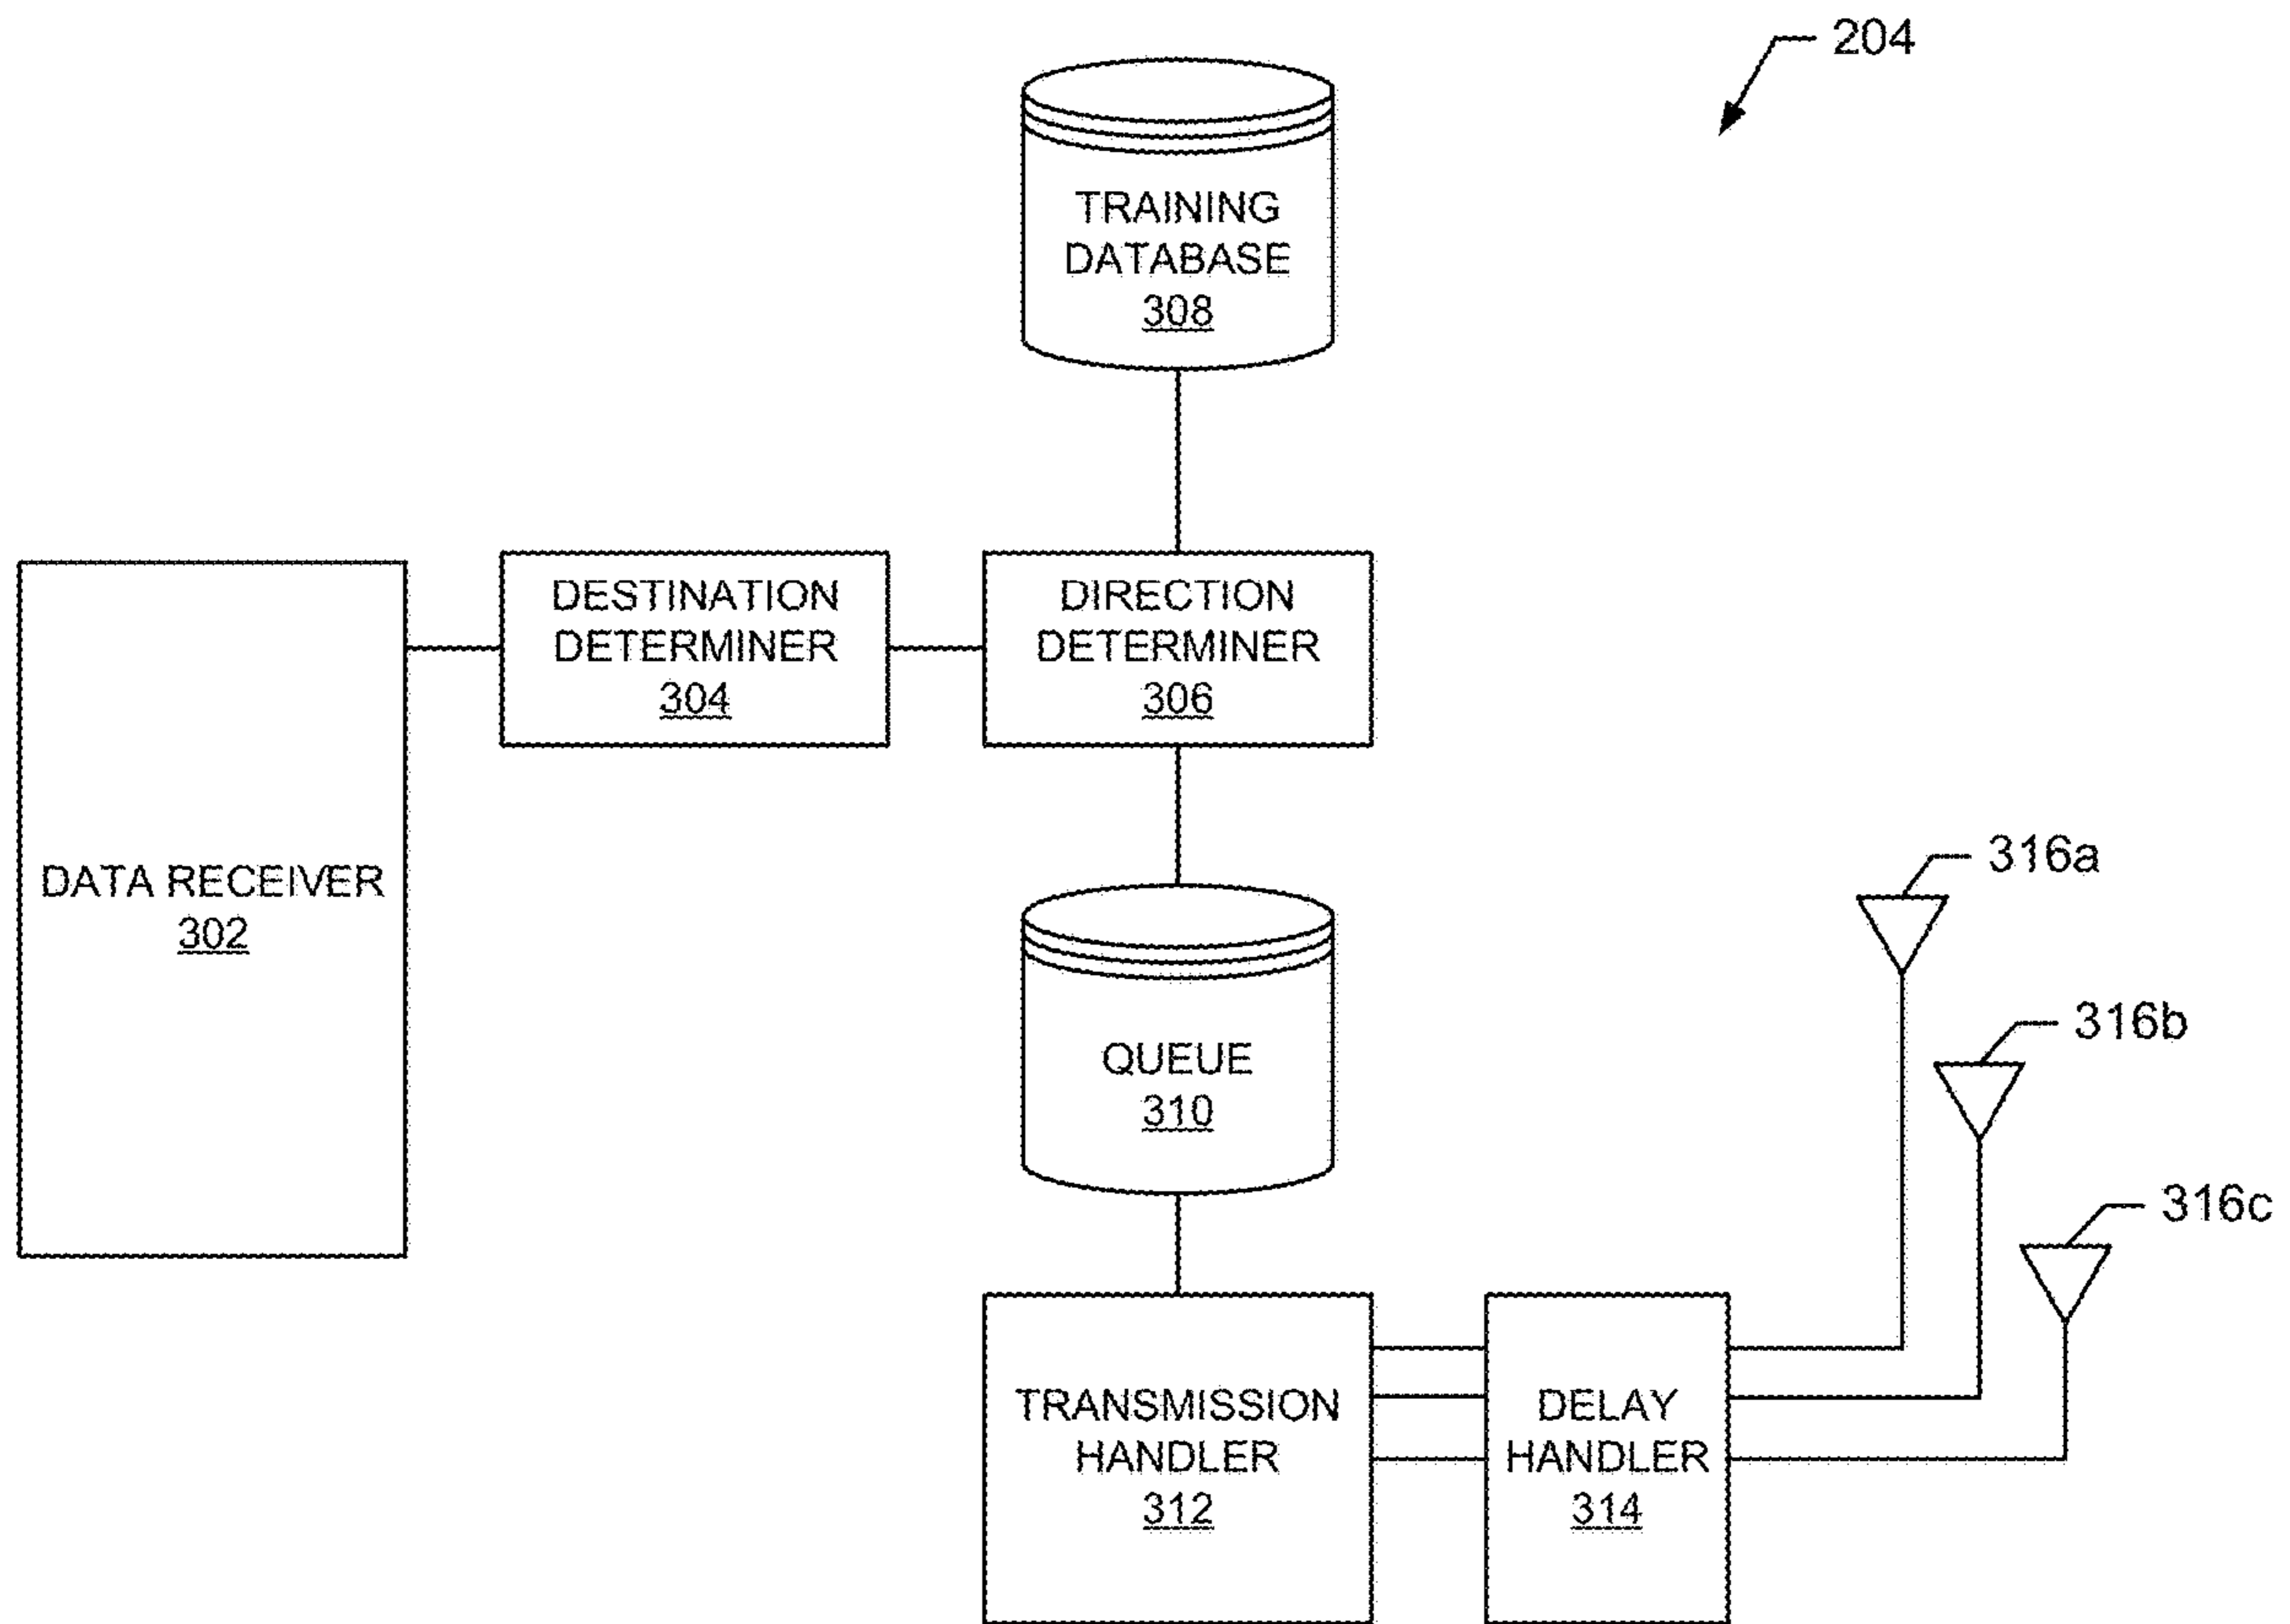 204
TRAINING
DATABASE
308
DESTINATION
DETERMINER
304
DIRECTION
DETERMINER
306
DATA RECEIVER
302
316a
316b
QUEUE
310
316c
TRANSMISSION
HANDLER
312
DELAY
HANDLER
314